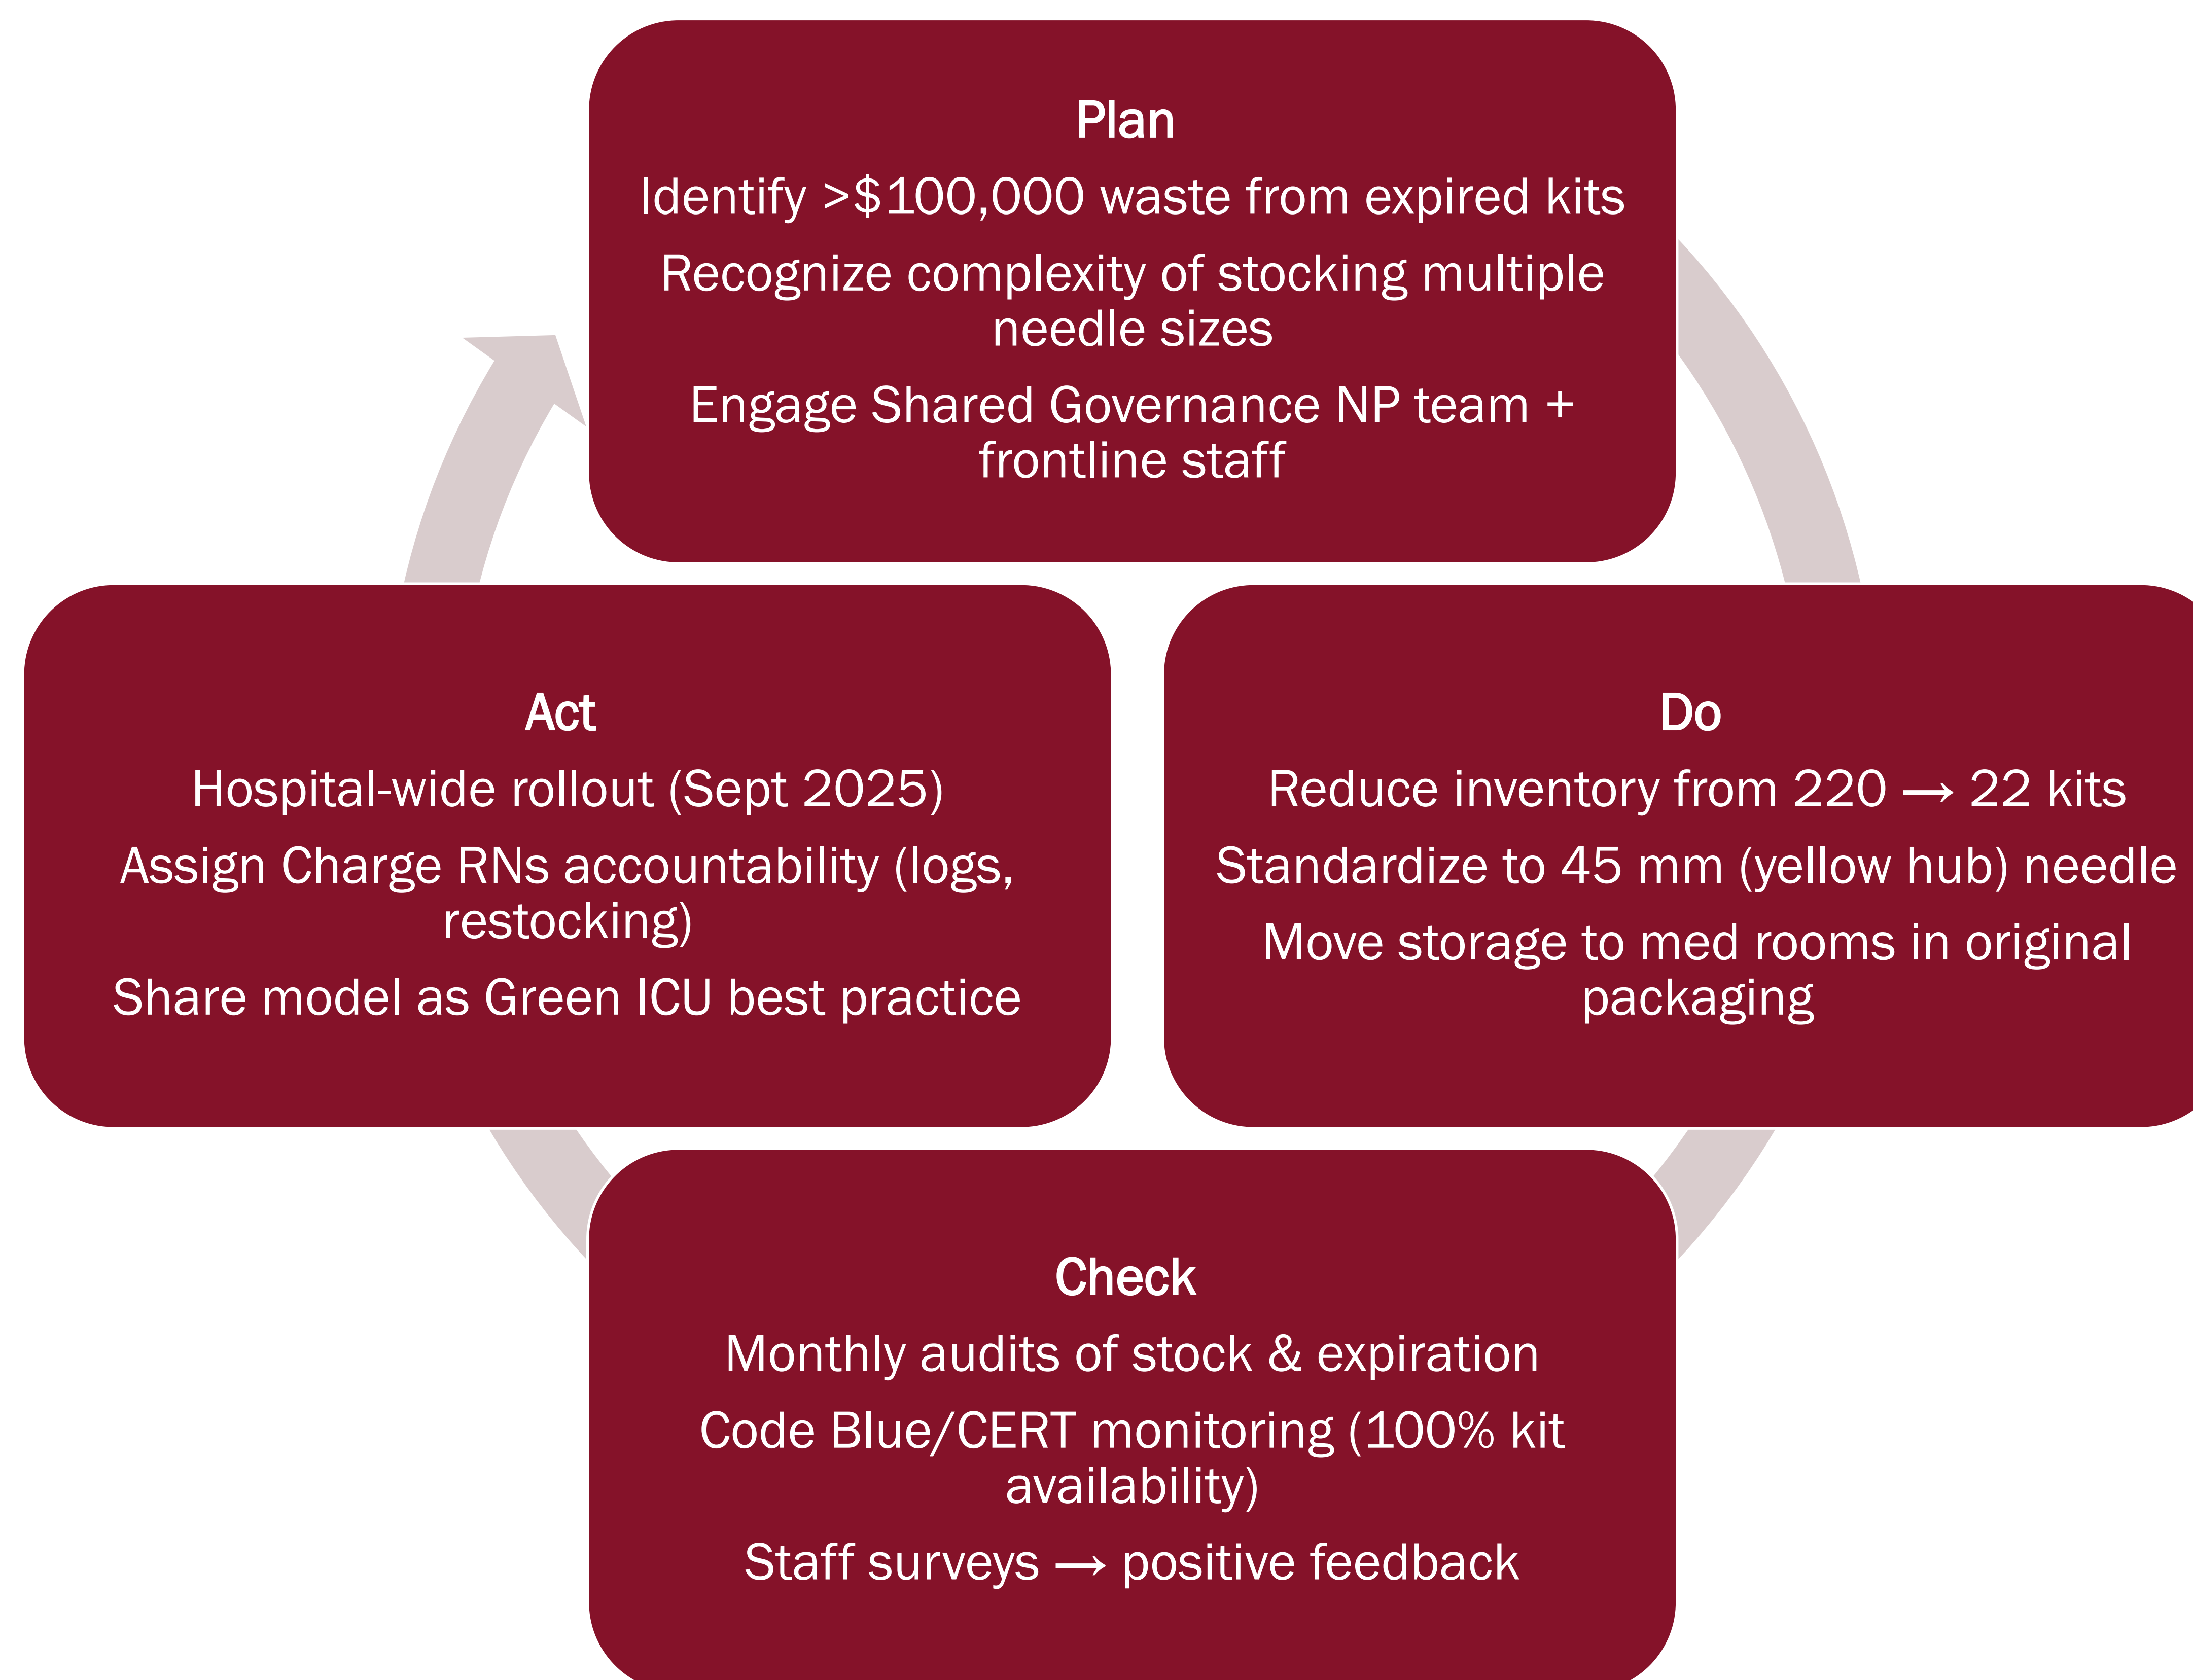 Plan
Identify >$100,000 waste from expired kits
Recognize complexity of stocking multiple
needle sizes
Engage Shared Governance NP team +
frontline staff
Do
Reduce inventory from 220 → 22 kits
Standardize to 45 mm (yellow hub) needle
Move storage to med rooms in original
packaging
Check
Monthly audits of stock & expiration
Code Blue/CERT monitoring (100% kit
availability)
Staff surveys → positive feedback
Act
Hospital-wide rollout (Sept 2025)
Assign Charge RNs accountability (logs,
restocking)
Share model as Green ICU best practice